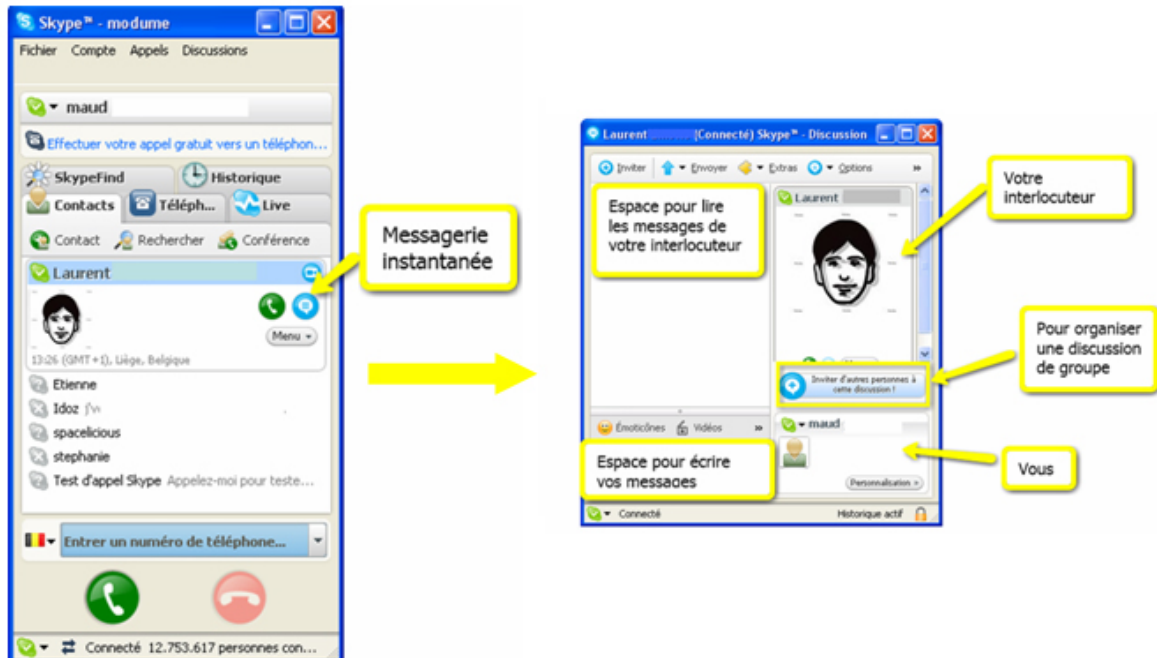 Skype™ - modume
Fichier Compte Appels Discussions
maud
Effectuer votre appel gratuit vers un téléphon...
SkypeFind Historique
Contacts Téléph... Live
Contact Rechercher Conférence
Laurent
Menu
13:26 (GMT+1), Liège, Belgique
Etienne
Idoz
spacelicious
stephanie
Test d'appel Skype Appelez-moi pour teste...
Entrer un numéro de téléphone...
Connecté 12.753.617 personnes con...
Messagerie
instantanée
Laurent (Connecté) Skype™ - Discussion
Inviter Envoyer Extras Options »
Espace pour lire
les messages de
votre interlocuteur
Laurent
Inviter d'autres personnes à
cette discussion !
Émoticônes Vidéos »
maud
Espace pour écrire
vos messages
Personnalisation »
Connecté Historique actif
Votre
interlocuteur
Pour organiser
une discussion
de groupe
Vous